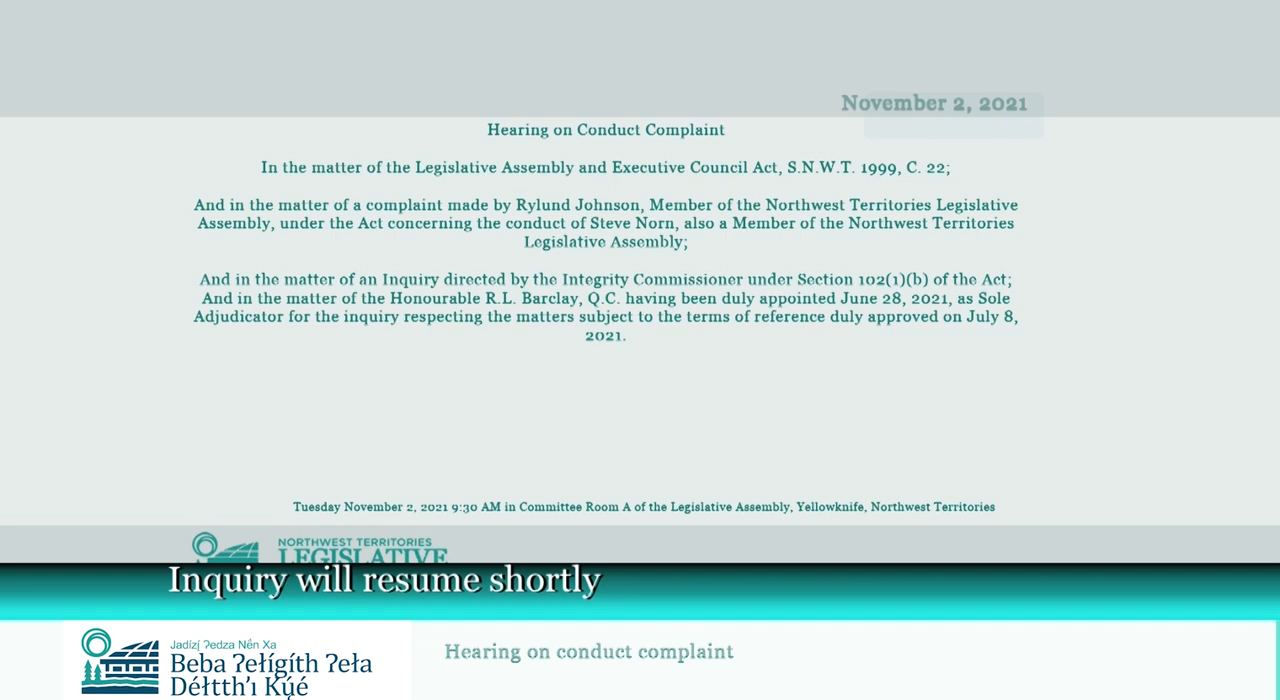 November 2, 2021
Hearing on Conduct Complaint
In the matter of the Legislative Assembly and Executive Council Act, S.N.W.T. 1999, C. 22;
And in the matter of a complaint made by Rylund Johnson, Member of the Northwest Territories Legislative
Assembly, under the Act concerning the conduct of Steve Norn, also a Member of the Northwest Territories
Legislative Assembly;
And in the matter of an Inquiry directed by the Integrity Commissioner under Section 102(1)(b) of the Act;
And in the matter of the Honourable R.L. Barclay, Q.C. having been duly appointed June 28, 2021, as Sole
Adjudicator for the inquiry respecting the matters subject to the terms of reference duly approved on July 8,
2021.
Tuesday November 2, 2021 9:30 AM in Committee Room A of the Legislative Assembly, Yellowknife, Northwest Territories
NORTHWEST TERRITORIES
LEGISLATIVE
Inquiry will resume shortly
Jadízı̨́ Ɂedza Nę́n Xa
Beba Ɂełígíth Ɂeła
Déłtth'ı Kų́é
Hearing on conduct complaint